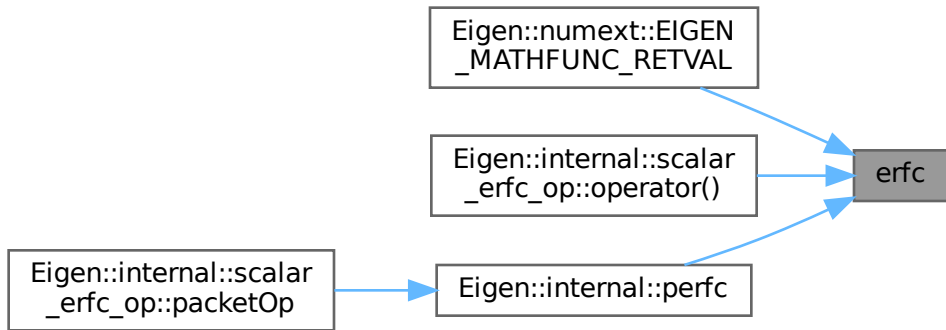 Eigen::numext::EIGEN
_MATHFUNC_RETVAL
Eigen::internal::scalar
_erfc_op::operator()
erfc
Eigen::internal::scalar
_erfc_op::packetOp
Eigen::internal::perfc